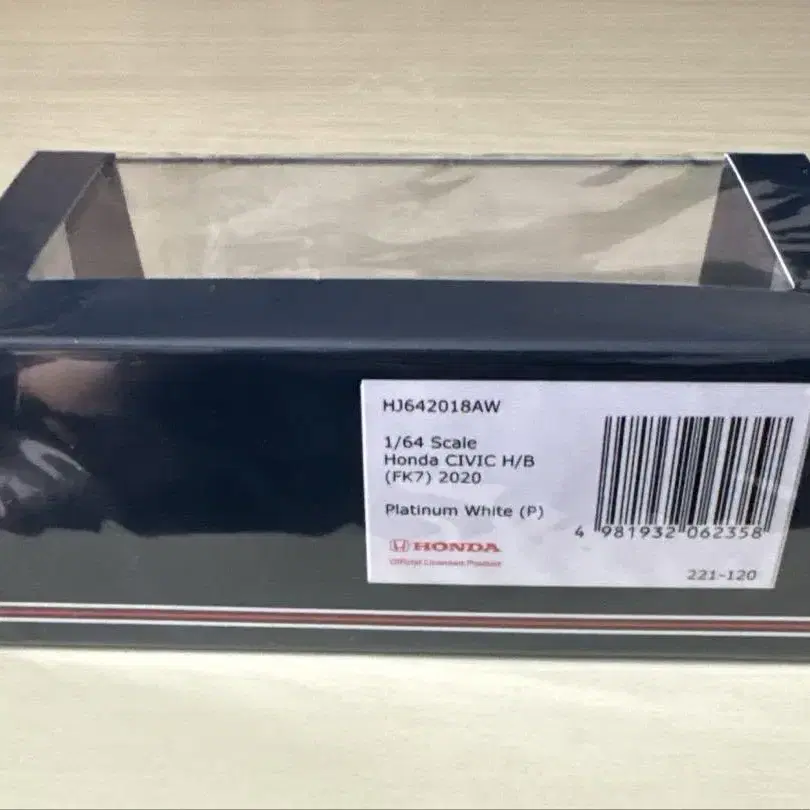 HJ642018AW
1/64 Scale
Honda CIVIC H/B
(FK7) 2020
Platinum White (P)
HONDA
Official Licensed Product
4 981932 062358
221-120